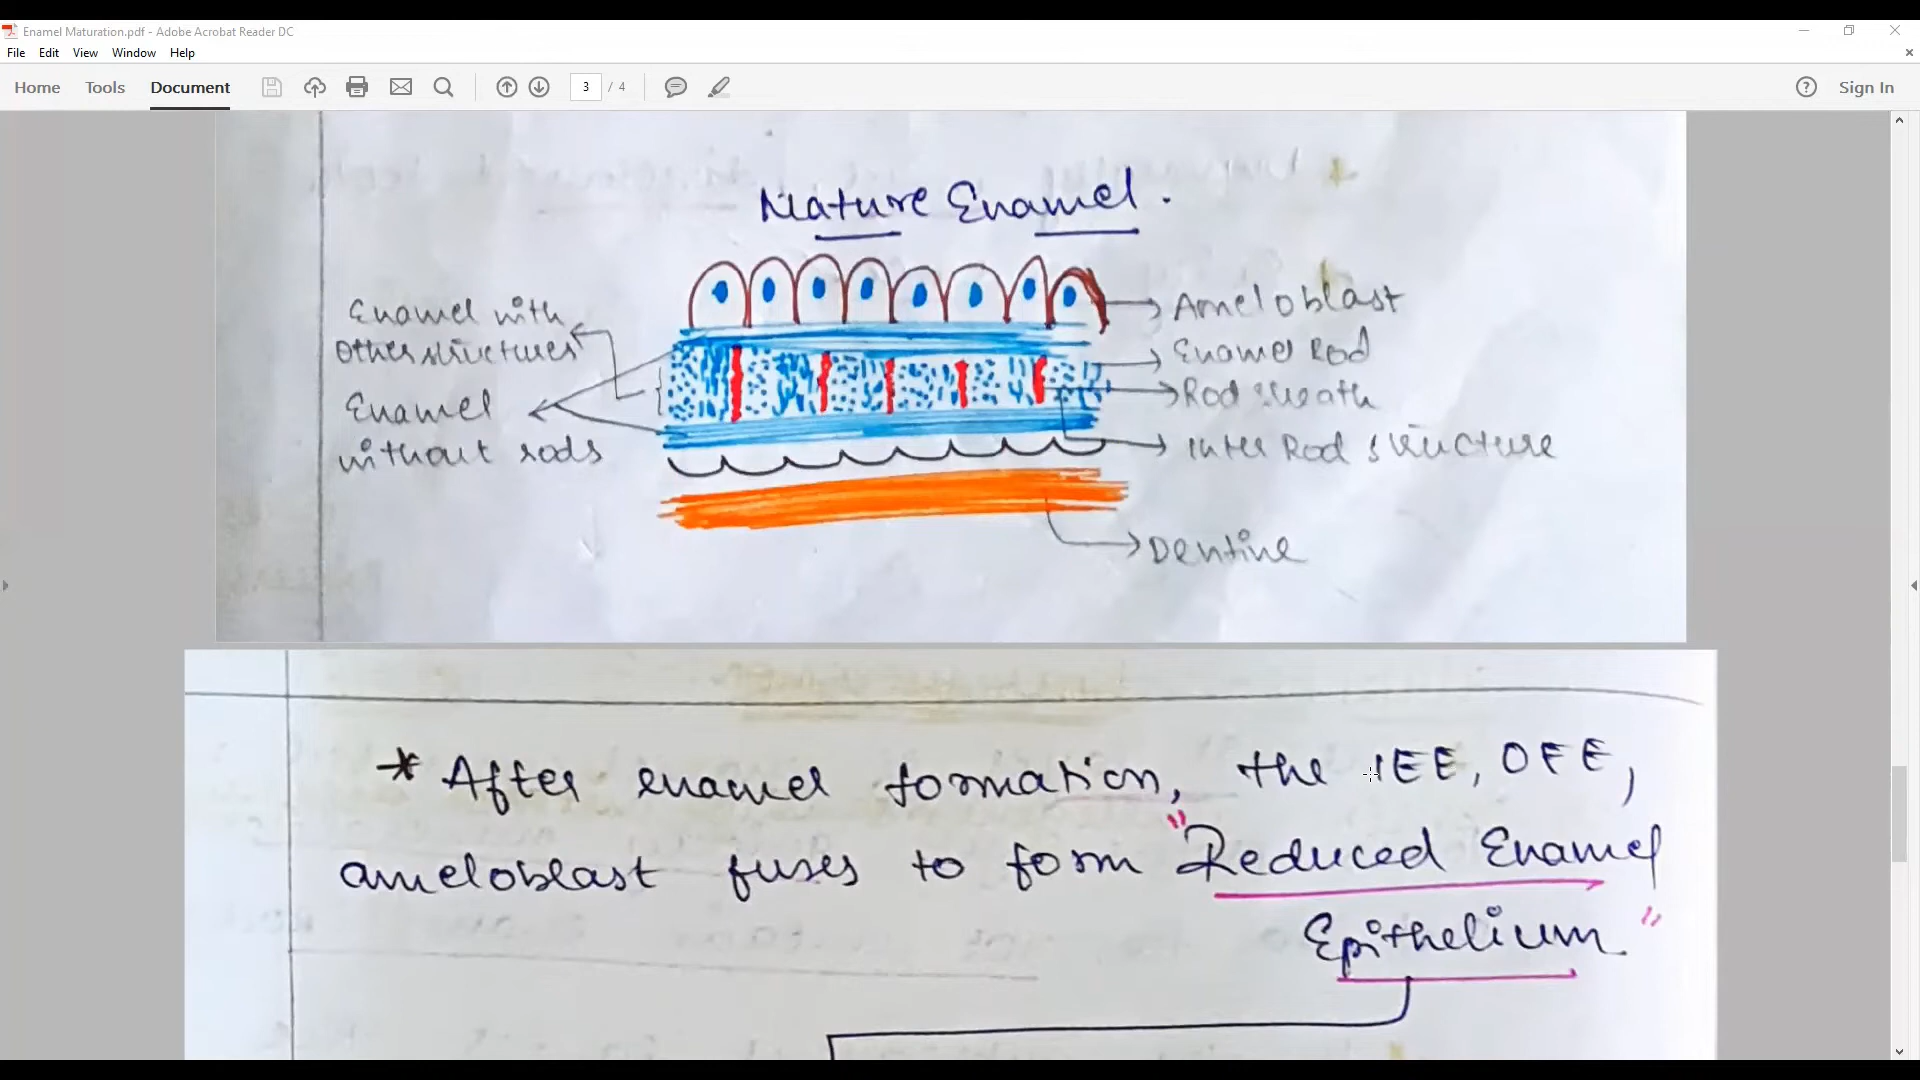 Enamel Maturation.pdf - Adobe Acrobat Reader DC
File Edit View Window Help
Home Tools Document 3 / 4 Sign In
Mature Enamel.
Enamel with
Other structures
Enamel
without rods
Ameloblast
Enamel Rod
Rod sheath
Inter Rod structure
Dentine
* After enamel formation, the IEE, OEE,
ameloblast fuses to form "Reduced Enamel
Epithelium"